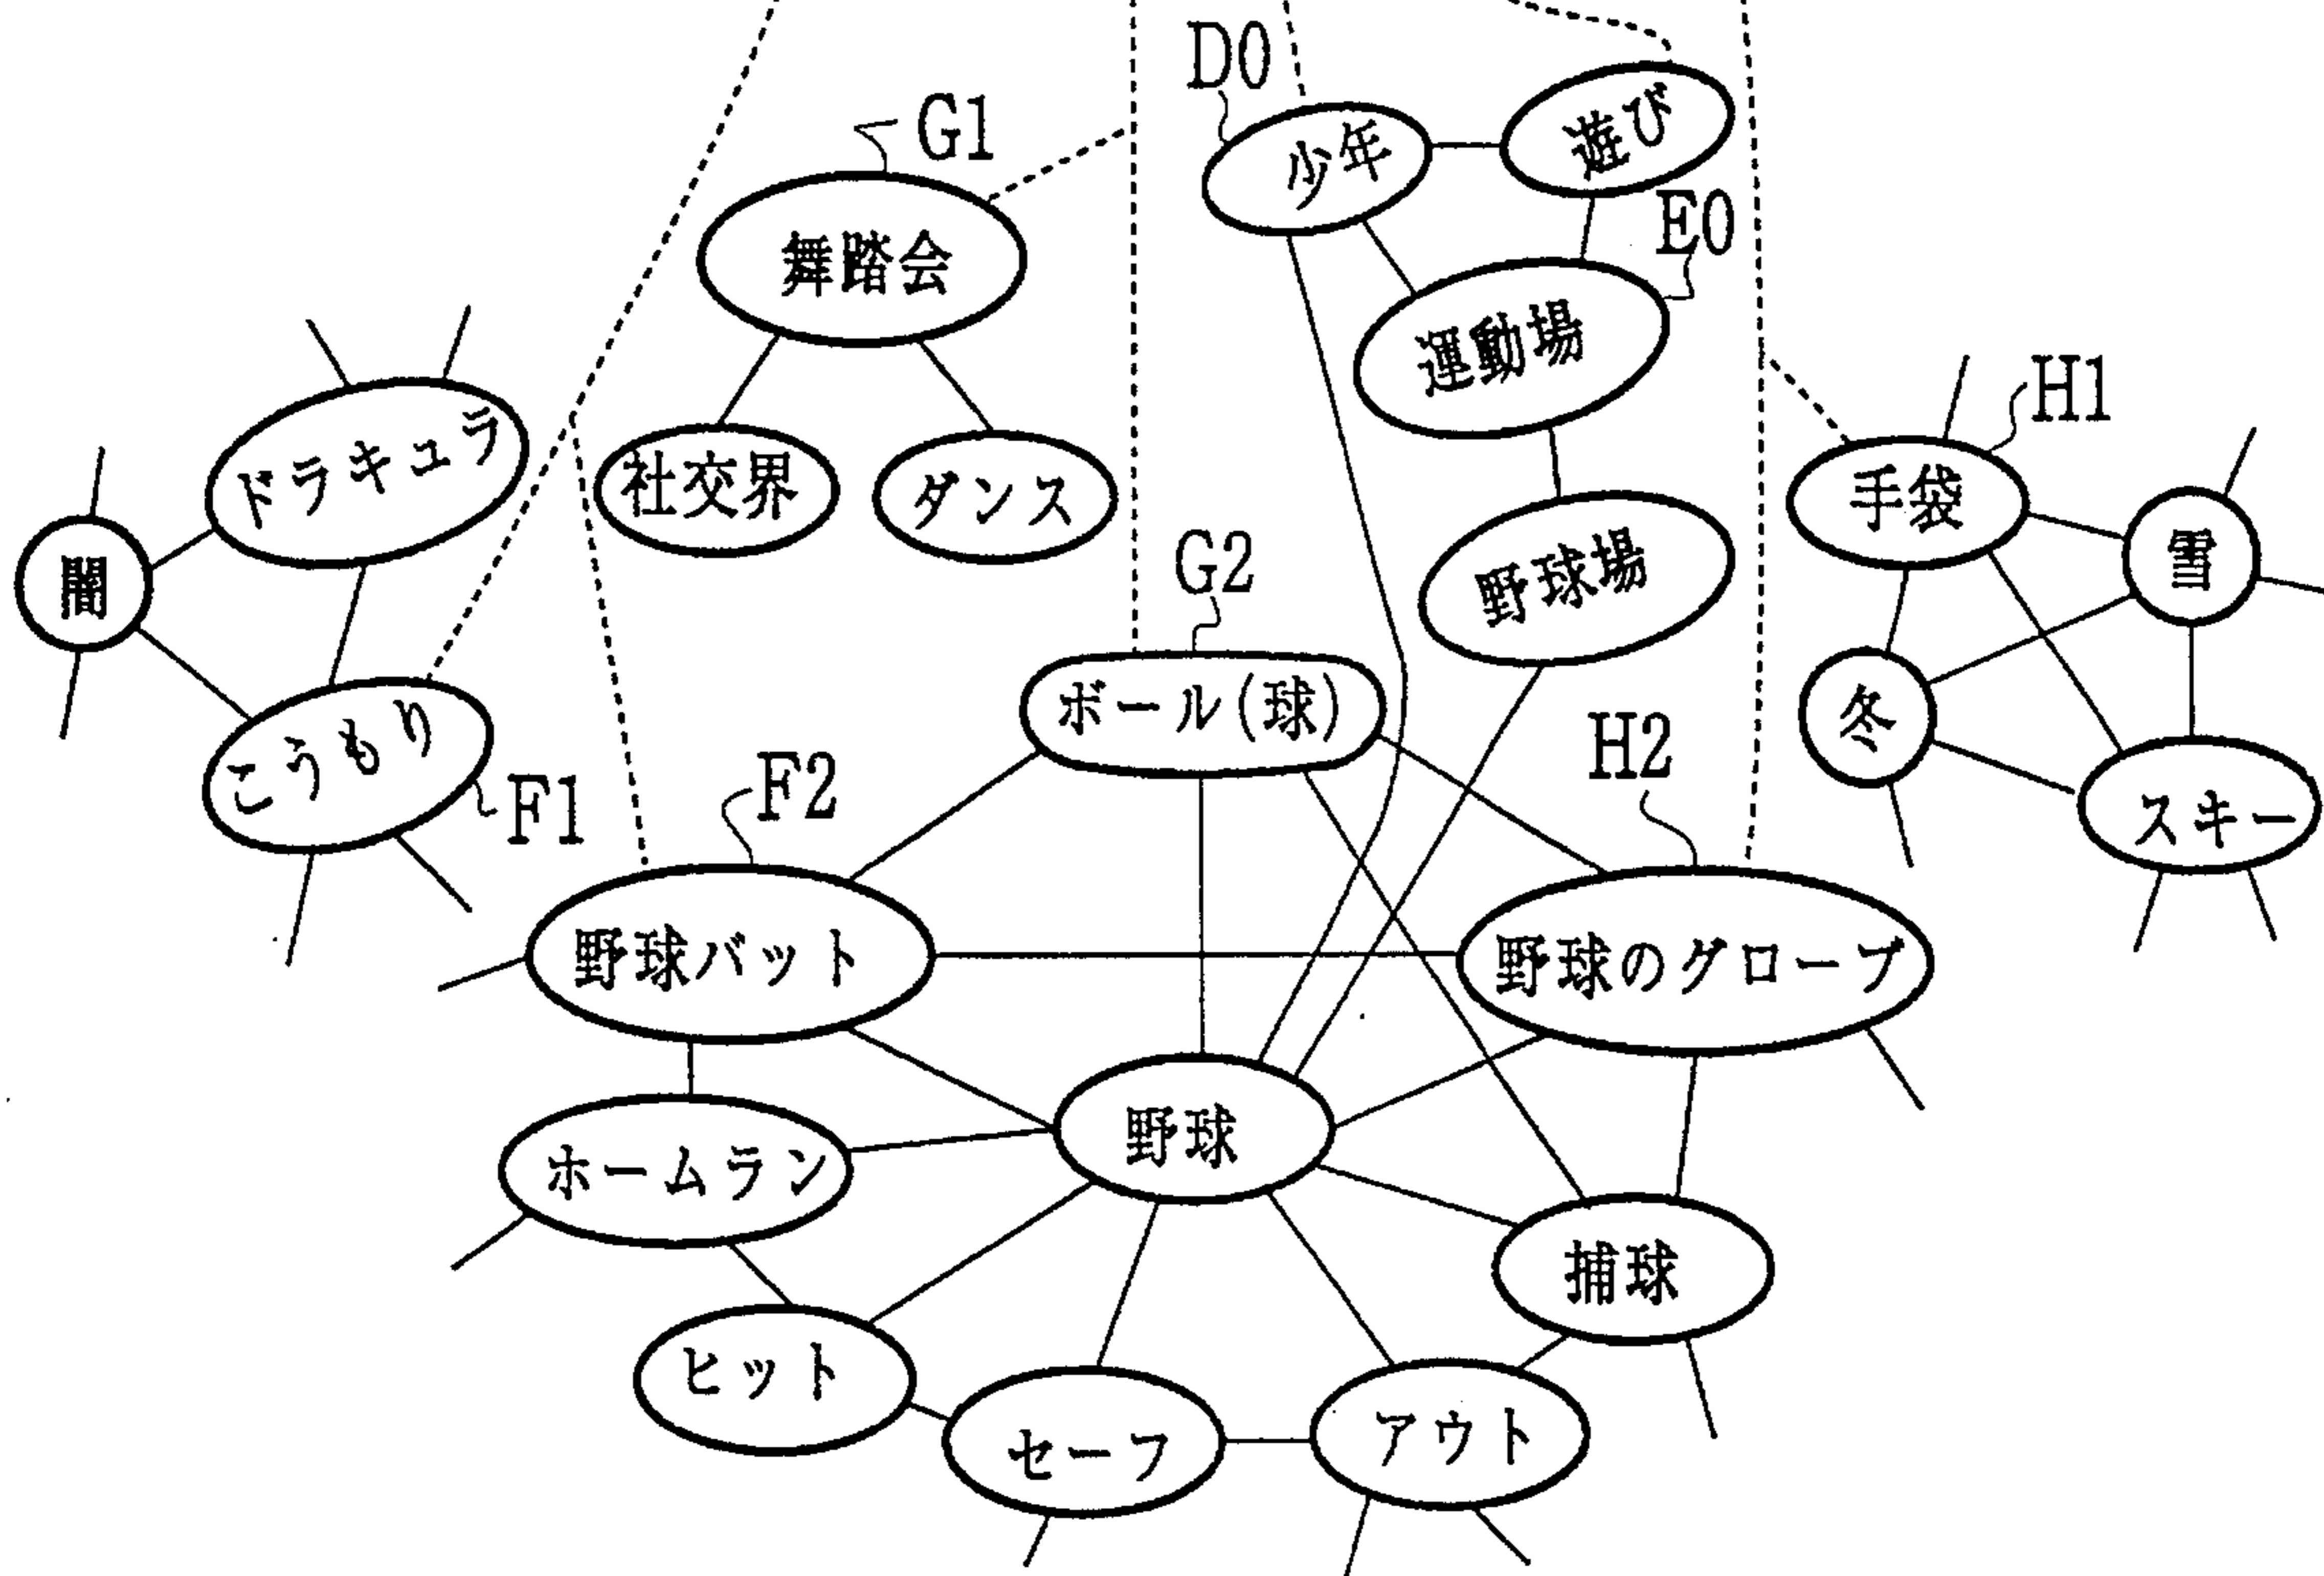 D0
遊び
G1
少年
E0
舞踏会
運動場
H1
ドラキュラ
社交界
ダンス
手袋
闇
G2
野球場
雪
ボール(球)
こうもり
F1
F2
H2
冬
スキー
野球バット
野球のグローブ
野球
ホームラン
捕球
ヒット
セーフ
アウト